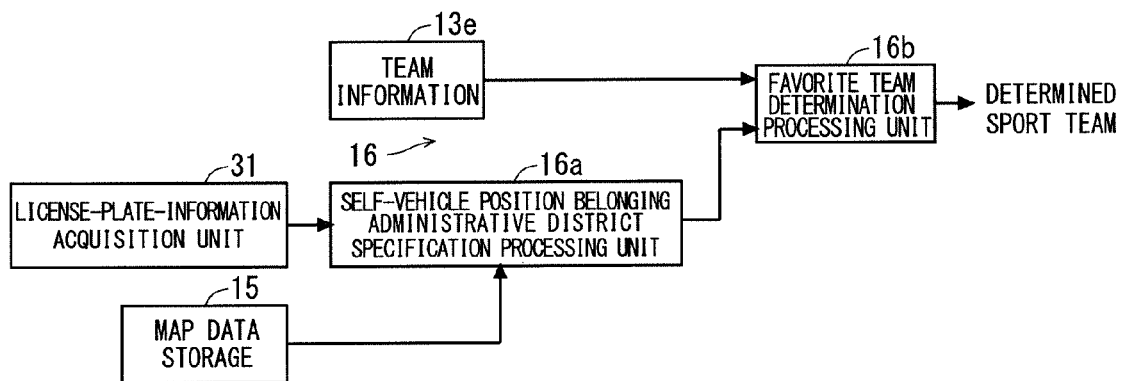 13e
TEAM
INFORMATION
16b
FAVORITE TEAM
DETERMINATION
PROCESSING UNIT
DETERMINED
SPORT TEAM
16
16a
SELF-VEHICLE POSITION BELONGING
ADMINISTRATIVE DISTRICT
SPECIFICATION PROCESSING UNIT
31
LICENSE-PLATE-INFORMATION
ACQUISITION UNIT
15
MAP DATA
STORAGE